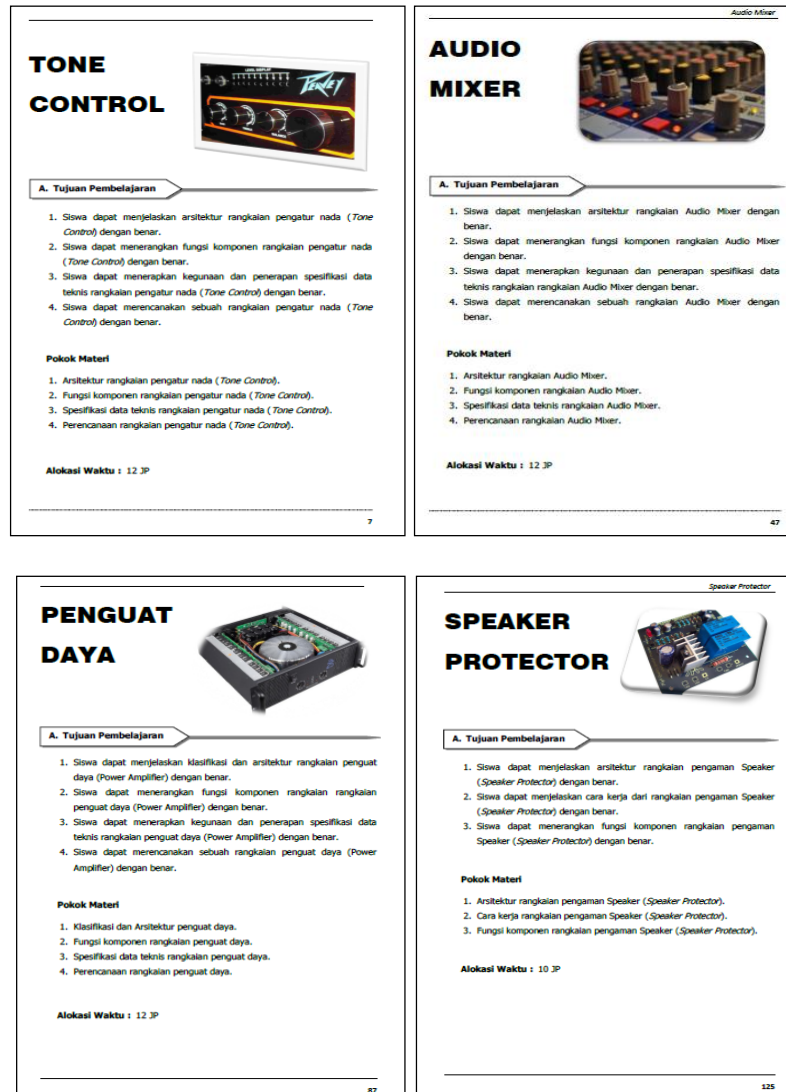 TONE
CONTROL
LEVEL DISPLAY
PEAVEY
A. Tujuan Pembelajaran
1. Siswa dapat menjelaskan arsitektur rangkaian pengatur nada (Tone
Control) dengan benar.
2. Siswa dapat menerangkan fungsi komponen rangkaian pengatur nada
(Tone Control) dengan benar.
3. Siswa dapat menerapkan kegunaan dan penerapan spesifikasi data
teknis rangkaian pengatur nada (Tone Control) dengan benar.
4. Siswa dapat merencanakan sebuah rangkaian pengatur nada (Tone
Control) dengan benar.
Pokok Materi
1. Arsitektur rangkaian pengatur nada (Tone Control).
2. Fungsi komponen rangkaian pengatur nada (Tone Control).
3. Spesifikasi data teknis rangkaian pengatur nada (Tone Control).
4. Perencanaan rangkaian pengatur nada (Tone Control).
Alokasi Waktu : 12 JP
7
Audio Mixer
AUDIO
MIXER
A. Tujuan Pembelajaran
1. Siswa dapat menjelaskan arsitektur rangkaian Audio Mixer dengan
benar.
2. Siswa dapat menerangkan fungsi komponen rangkaian Audio Mixer
dengan benar.
3. Siswa dapat menerapkan kegunaan dan penerapan spesifikasi data
teknis rangkaian rangkaian Audio Mixer dengan benar.
4. Siswa dapat merencanakan sebuah rangkaian Audio Mixer dengan
benar.
Pokok Materi
1. Arsitektur rangkaian Audio Mixer.
2. Fungsi komponen rangkaian Audio Mixer.
3. Spesifikasi data teknis rangkaian Audio Mixer.
4. Perencanaan rangkaian Audio Mixer.
Alokasi Waktu : 12 JP
47
PENGUAT
DAYA
A. Tujuan Pembelajaran
1. Siswa dapat menjelaskan klasifikasi dan arsitektur rangkaian penguat
daya (Power Amplifier) dengan benar.
2. Siswa dapat menerangkan fungsi komponen rangkaian rangkaian
penguat daya (Power Amplifier) dengan benar.
3. Siswa dapat menerapkan kegunaan dan penerapan spesifikasi data
teknis rangkaian penguat daya (Power Amplifier) dengan benar.
4. Siswa dapat merencanakan sebuah rangkaian penguat daya (Power
Amplifier) dengan benar.
Pokok Materi
1. Klasifikasi dan Arsitektur penguat daya.
2. Fungsi komponen rangkaian penguat daya.
3. Spesifikasi data teknis rangkaian penguat daya.
4. Perencanaan rangkaian penguat daya.
Alokasi Waktu : 12 JP
87
Speaker Protector
SPEAKER
PROTECTOR
A. Tujuan Pembelajaran
1. Siswa dapat menjelaskan arsitektur rangkaian pengaman Speaker
(Speaker Protector) dengan benar.
2. Siswa dapat menjelaskan cara kerja dari rangkaian pengaman Speaker
(Speaker Protector) dengan benar.
3. Siswa dapat menerangkan fungsi komponen rangkaian pengaman
Speaker (Speaker Protector) dengan benar.
Pokok Materi
1. Arsitektur rangkaian pengaman Speaker (Speaker Protector).
2. Cara kerja rangkaian pengaman Speaker (Speaker Protector).
3. Fungsi komponen rangkaian pengaman Speaker (Speaker Protector).
Alokasi Waktu : 10 JP
125